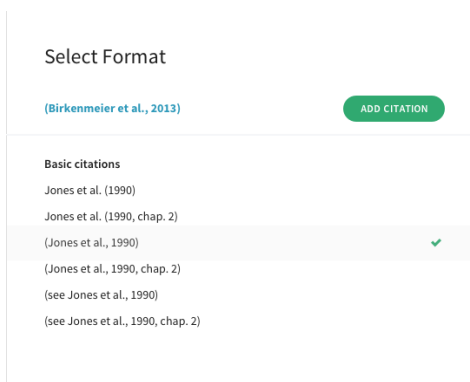 Select Format
(Birkenmeier et al., 2013)
ADD CITATION
Basic citations
Jones et al. (1990)
Jones et al. (1990, chap. 2)
(Jones et al., 1990)
(Jones et al., 1990, chap. 2)
(see Jones et al., 1990)
(see Jones et al., 1990, chap. 2)